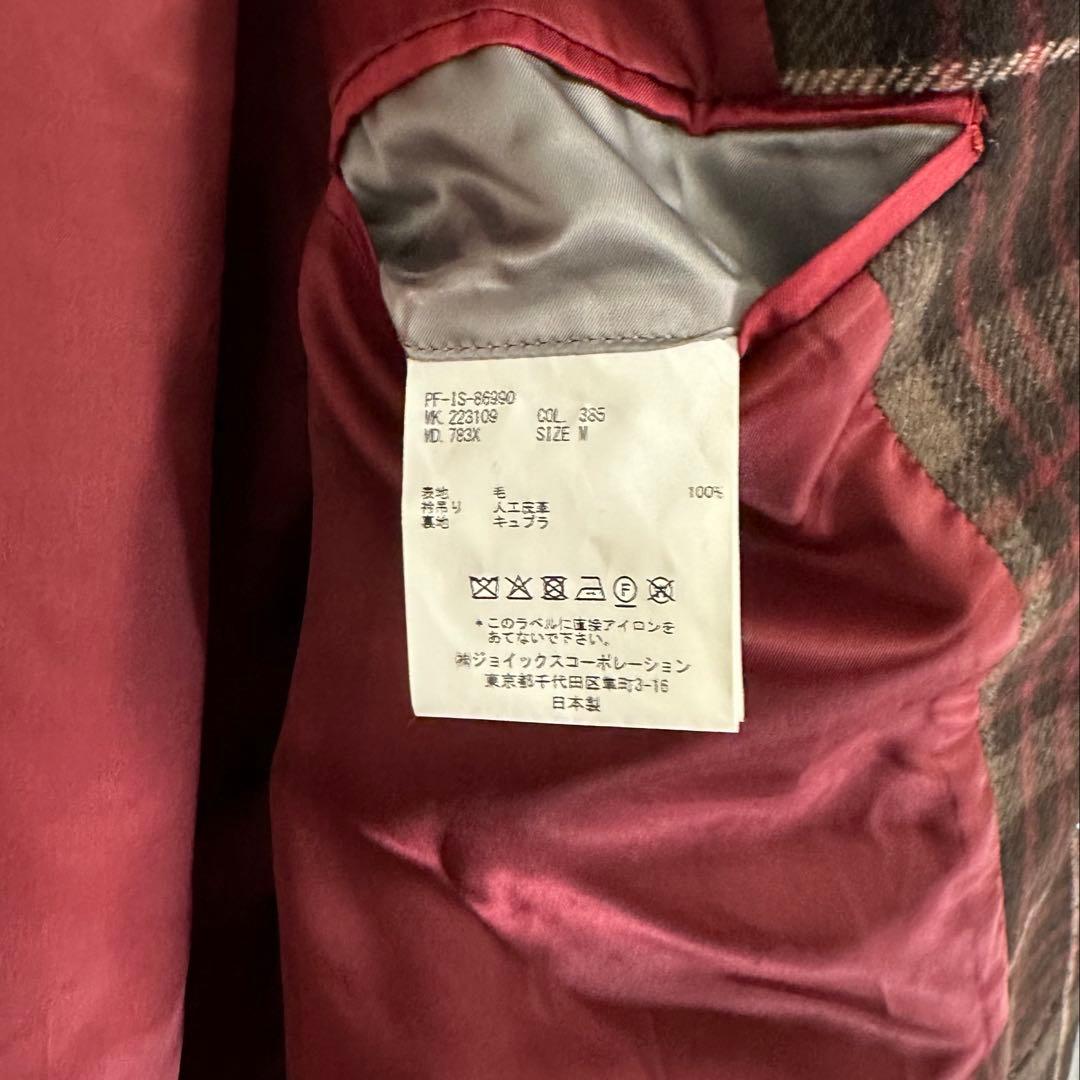 PF-IS-86990
WK. 223109 COL. 385
WD. 783X SIZE M
表地 毛 100%
衿吊り 人工皮革
裏地 キュプラ
F
*このラベルに直接アイロンを
あてないで下さい。
㈱ジョイックスコーポレーション
東京都千代田区隼町3-16
日本製